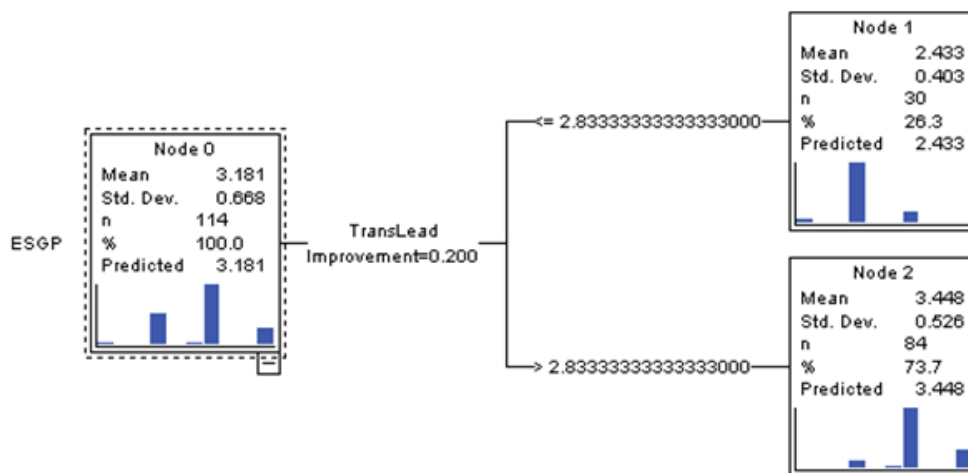 ESGP
Node 0
Mean 3.181
Std. Dev. 0.668
n 114
% 100.0
Predicted 3.181
TransLead
Improvement=0.200
<= 2.83333333333333000
Node 1
Mean 2.433
Std. Dev. 0.403
n 30
% 26.3
Predicted 2.433
> 2.83333333333333000
Node 2
Mean 3.448
Std. Dev. 0.526
n 84
% 73.7
Predicted 3.448